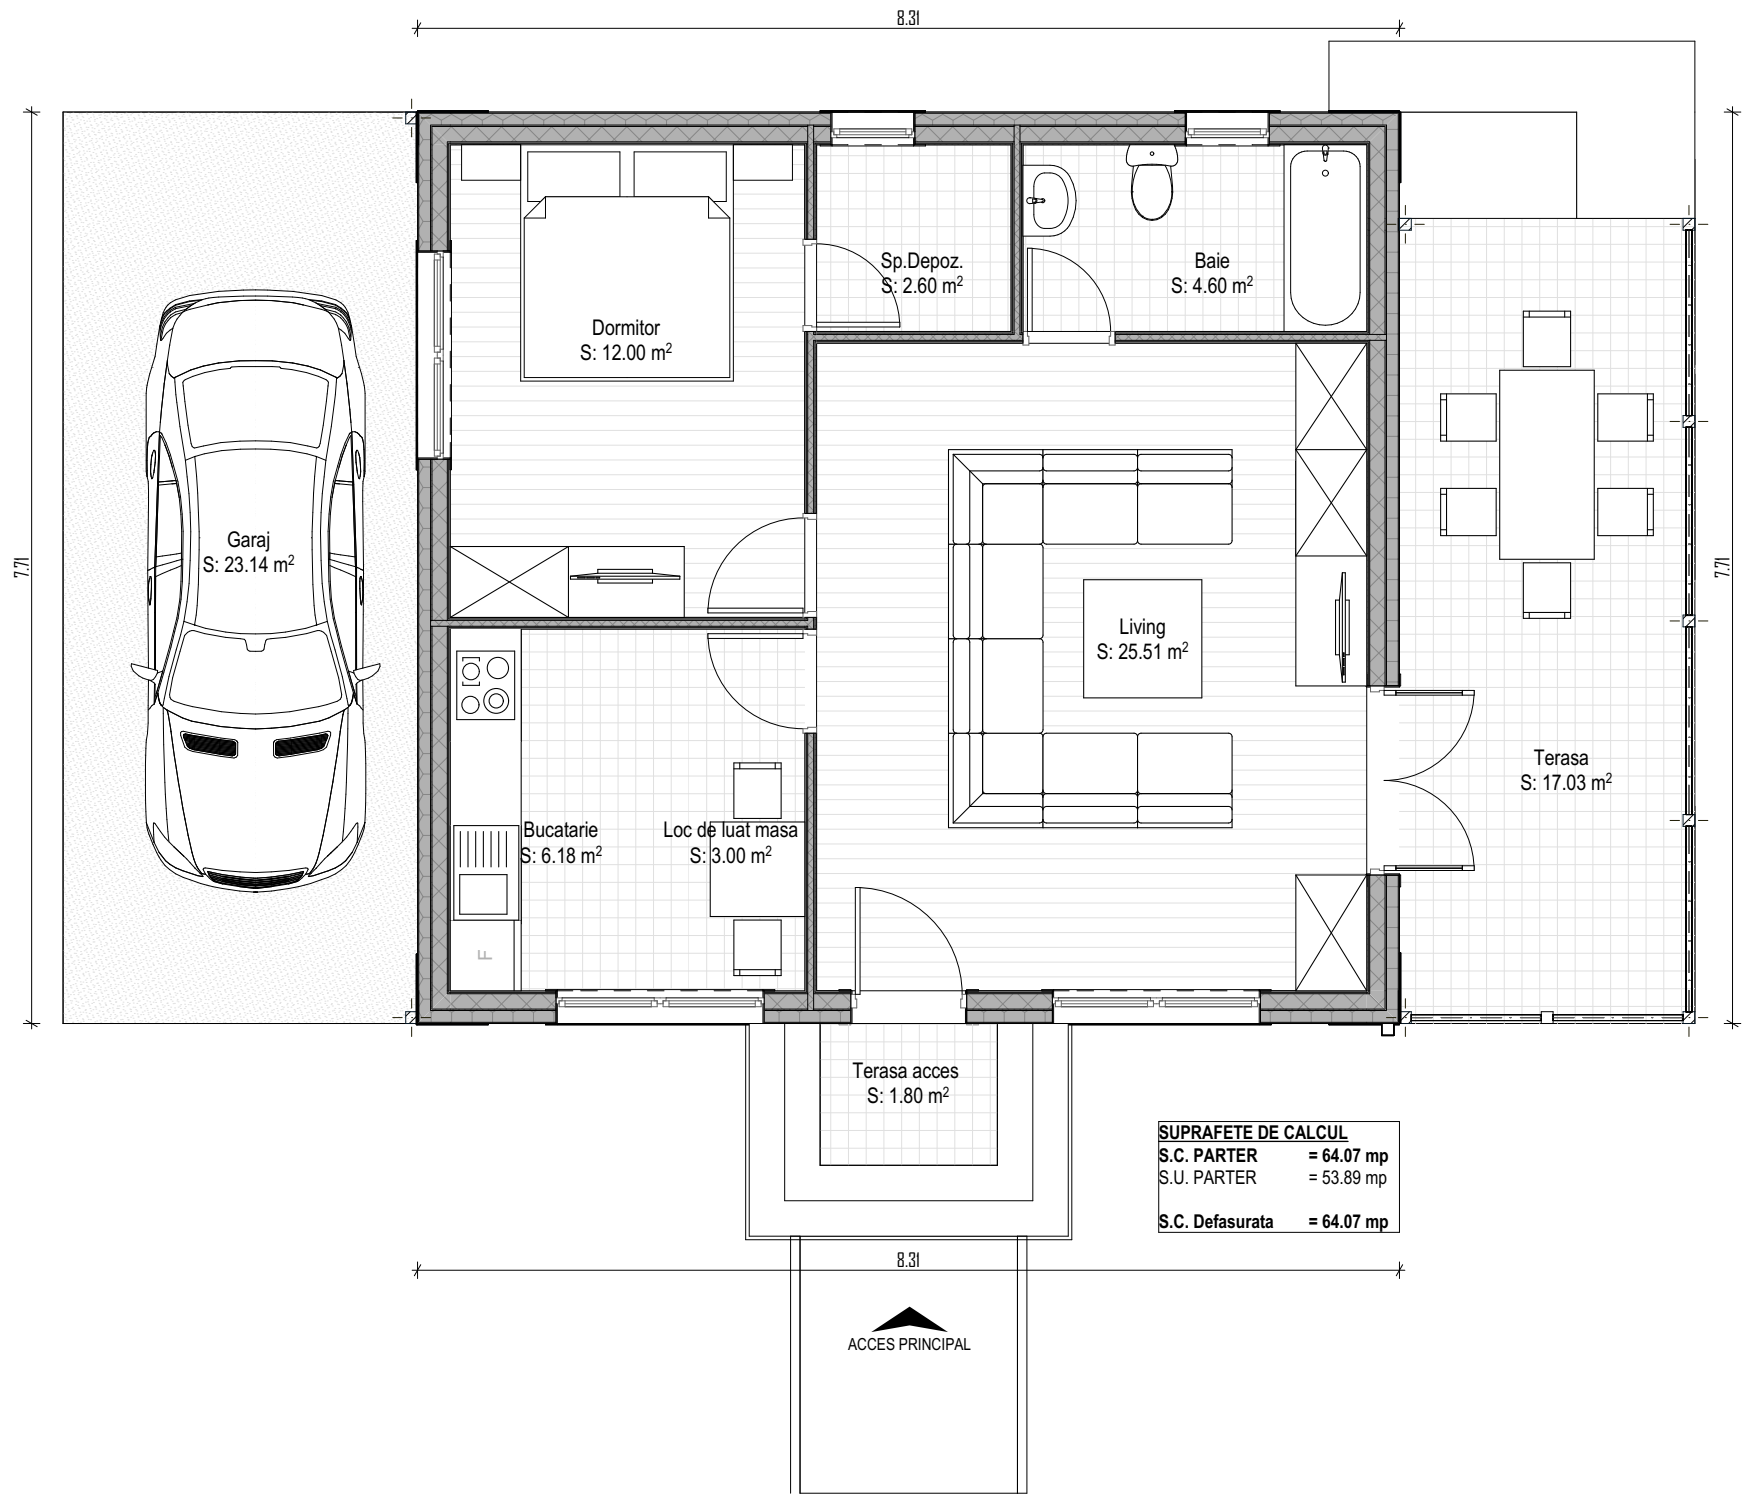 8.31
7.71
7.71
Sp.Depoz.
S: 2.60 m²
Baie
S: 4.60 m²
Dormitor
S: 12.00 m²
Garaj
S: 23.14 m²
Living
S: 25.51 m²
Terasa
S: 17.03 m²
Bucatarie
S: 6.18 m²
Loc de luat masa
S: 3.00 m²
F
Terasa acces
S: 1.80 m²
SUPRAFETE DE CALCUL
S.C. PARTER = 64.07 mp
S.U. PARTER = 53.89 mp
S.C. Defasurata = 64.07 mp
8.31
ACCES PRINCIPAL